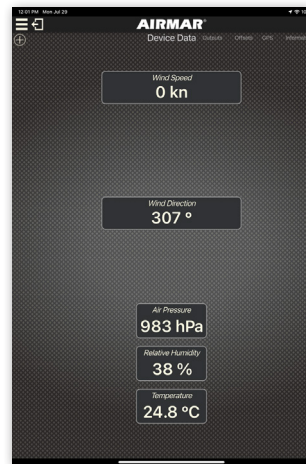 12:01 PM Mon Jul 29
AIRMAR®
Device Data Outputs Offsets GPS
Wind Speed
0 kn
Wind Direction
307 º
Air Pressure
983 hPa
Relative Humidity
38 %
Temperature
24.8 ºC